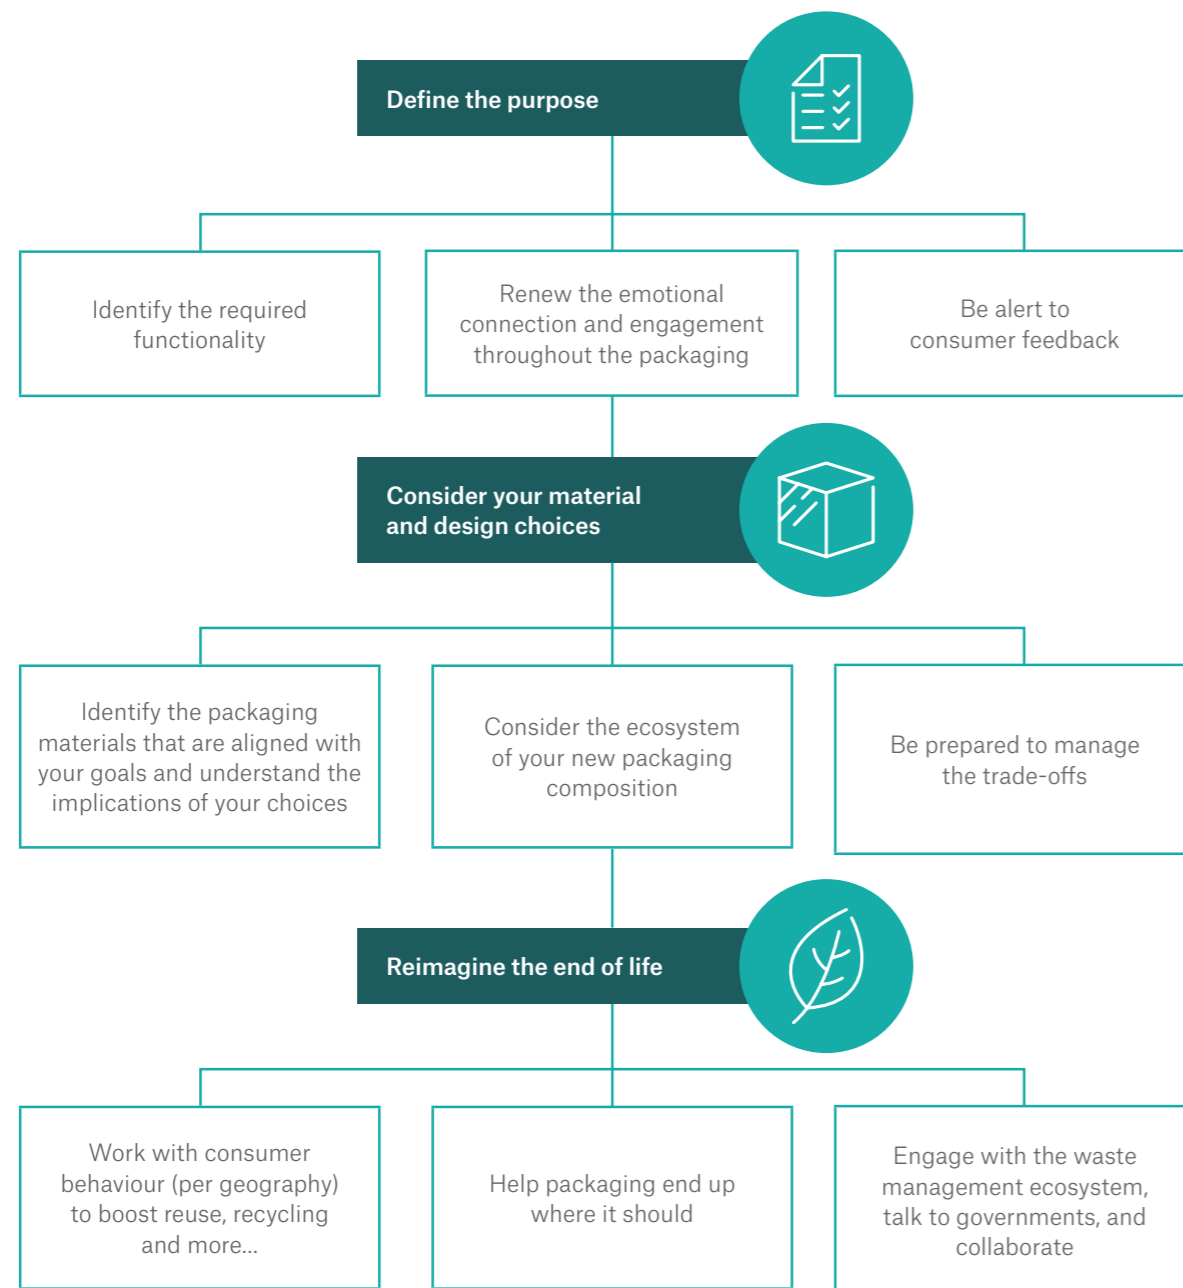 Define the purpose
Identify the required
functionality
Renew the emotional
connection and engagement
throughout the packaging
Be alert to
consumer feedback
Consider your material
and design choices
Identify the packaging
materials that are aligned with
your goals and understand the
implications of your choices
Consider the ecosystem
of your new packaging
composition
Be prepared to manage
the trade-offs
Reimagine the end of life
Work with consumer
behaviour (per geography)
to boost reuse, recycling
and more...
Help packaging end up
where it should
Engage with the waste
management ecosystem,
talk to governments, and
collaborate